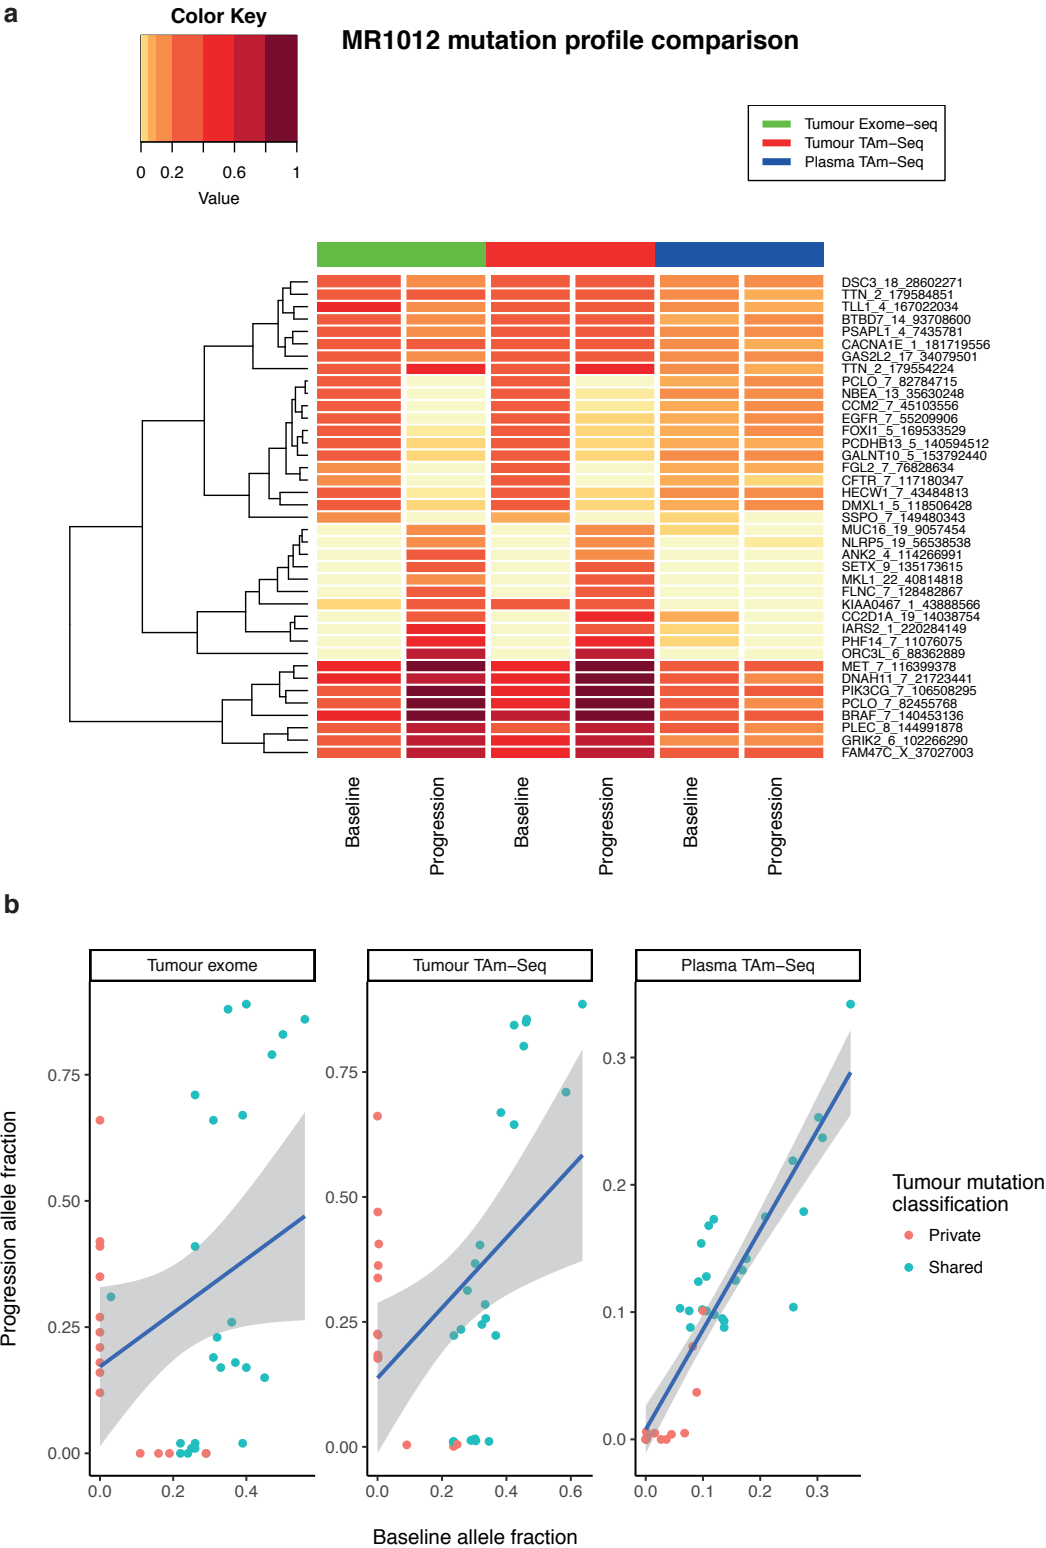 a
Color Key
MR1012 mutation profile comparison
0 0.2 0.6 1
Value
Tumour Exome-seq
Tumour TAm-Seq
Plasma TAm-Seq
DSC3_18_28602271
TTN_2_179584851
TLL1_4_167022034
BTBD7_14_93708600
PSAPL1_4_7435781
CACNA1E_1_181719556
GAS2L2_17_34079501
TTN_2_179554224
PCLO_7_82784715
NBEA_13_35630248
CCM2_7_45103556
EGFR_7_55209906
FOXI1_5_169533529
PCDHB13_5_140594512
GALNT10_5_153792440
FGL2_7_76828634
CFTR_7_117180347
HECW1_7_43484813
DMXL1_5_118506428
SSPO_7_149480343
MUC16_19_9057454
NLRP5_19_56538538
ANK2_4_114266991
SETX_9_135173615
MKL1_22_40814818
FLNC_7_128482867
KIAA0467_1_43888566
CC2D1A_19_14038754
IARS2_1_220284149
PHF14_7_11076075
ORC3L_6_88362889
MET_7_116399378
DNAH11_7_21723441
PIK3CG_7_106508295
PCLO_7_82455768
BRAF_7_140453136
PLEC_8_144991878
GRIK2_6_102266290
FAM47C_X_37027003
Baseline Progression Baseline Progression Baseline Progression
b
Tumour exome
Tumour TAm-Seq
Plasma TAm-Seq
Progression allele fraction
0.75
0.50
0.25
0.00
0.0 0.2 0.4
0.75
0.50
0.25
0.00
0.0 0.2 0.4 0.6
0.3
0.2
0.1
0.0
0.0 0.1 0.2 0.3
Baseline allele fraction
Tumour mutation
classification
Private
Shared